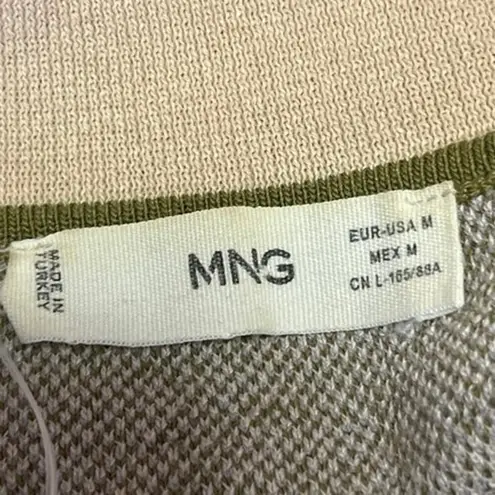 MADE IN
TURKEY
MNG
EUR-USA M
MEX M
CN L-165/88A